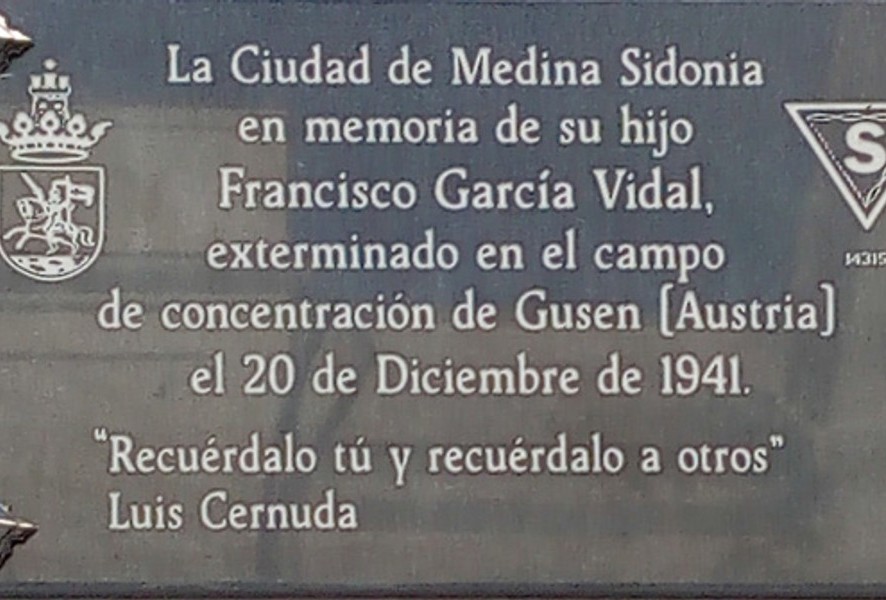 La Ciudad de Medina Sidonia
en memoria de su hijo
Francisco García Vidal,
exterminado en el campo
de concentración de Gusen (Austria)
el 20 de Diciembre de 1941.
"Recuérdalo tú y recuérdalo a otros"
Luis Cernuda
S
14315